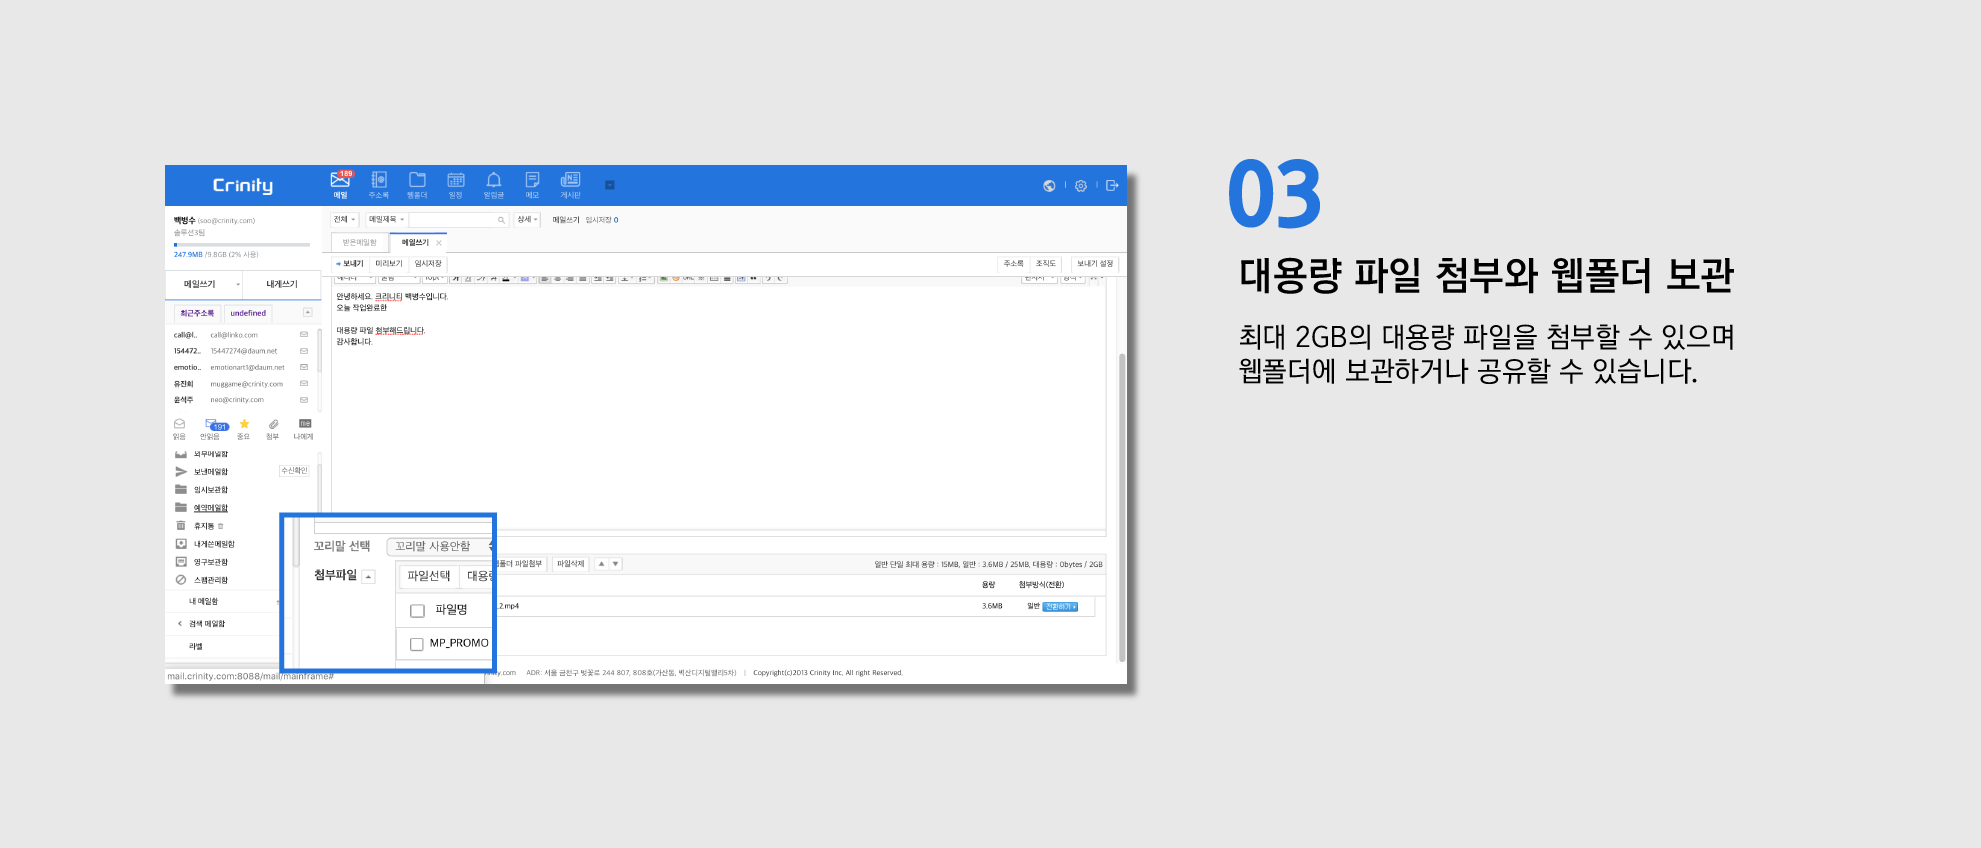 Crinity
189
메일
주소록
웹폴더
일정
알림글
메모
게시판
백병수 (soo@crinity.com)
솔루션3팀
247.9MB /9.8GB (2% 사용)
메일쓰기
내게쓰기
최근주소록
undefined
call@l..
call@linko.com
154472..
15447274@daum.net
emotio..
emotionart1@daum.net
유진희
muggame@crinity.com
윤석주
neo@crinity.com
191
읽음
안읽음
중요
첨부
나에게
외부메일함
보낸메일함
수신확인
임시보관함
예약메일함
휴지통
내게쓴메일함
영구보관함
스팸관리함
내 메일함
검색 메일함
라벨
mail.crinity.com:8088/mail/mainframe#
전체
메일제목
상세
메일쓰기
임시저장 0
받은메일함
메일쓰기
보내기
미리보기
임시저장
주소록
조직도
보내기 설정
안녕하세요. 크리니티 백병수입니다.
오늘 작업완료한
대용량 파일 첨부해드립니다.
감사합니다.
꼬리말 선택
꼬리말 사용안함
첨부파일
파일선택
대용량
파일명
MP_PROMO
폴더 파일첨부
파일삭제
일반 단일 최대 용량 : 15MB, 일반 : 3.6MB / 25MB, 대용량 : 0bytes / 2GB
용량
첨부방식(전환)
2.mp4
3.6MB
일반
전환하기
ADR: 서울 금천구 벚꽃로 244 807, 808호(가산동, 벽산디지털밸리5차) | Copyright(c)2013 Crinity Inc, All right Reserved.
03
대용량 파일 첨부와 웹폴더 보관
최대 2GB의 대용량 파일을 첨부할 수 있으며
웹폴더에 보관하거나 공유할 수 있습니다.